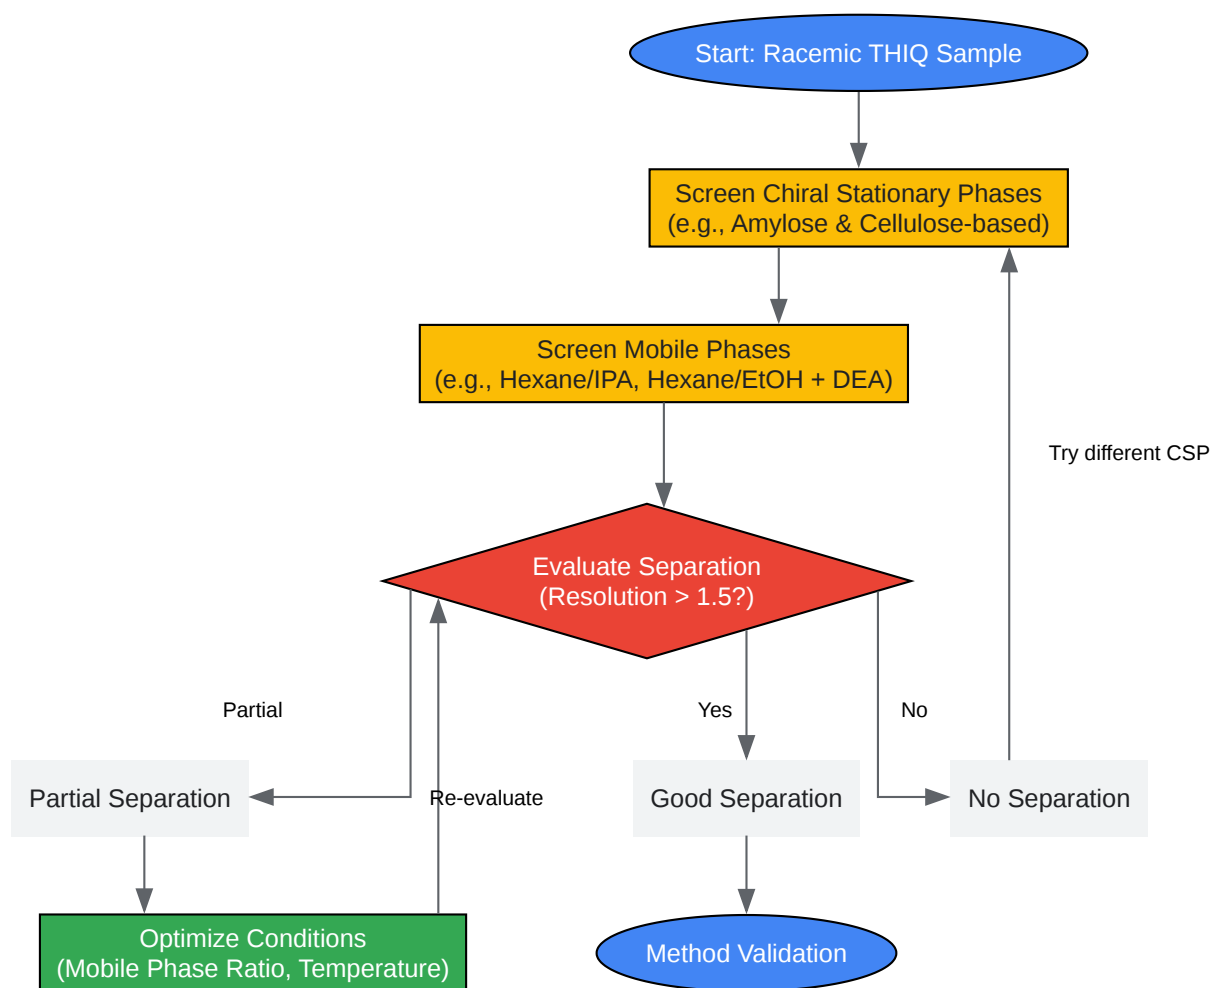 Start: Racemic THIQ Sample
Screen Chiral Stationary Phases
(e.g., Amylose & Cellulose-based)
Screen Mobile Phases
(e.g., Hexane/IPA, Hexane/EtOH + DEA)
Try different CSP
Evaluate Separation
(Resolution > 1.5?)
Partial
Yes
No
Partial Separation
Re-evaluate
Good Separation
No Separation
Optimize Conditions
(Mobile Phase Ratio, Temperature)
Method Validation